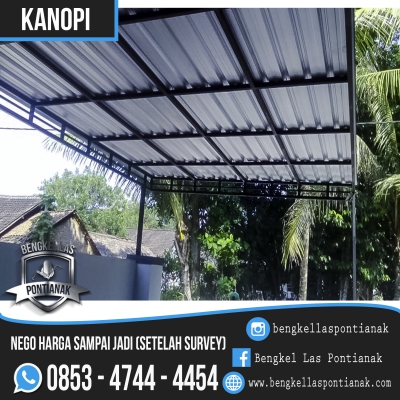 KANOPI
BENGKEL LAS
PONTIANAK
bengkellaspontianak
NEGO HARGA SAMPAI JADI (SETELAH SURVEY)
Bengkel Las Pontianak
0853 - 4744 - 4454
www.bengkellaspontianak.com